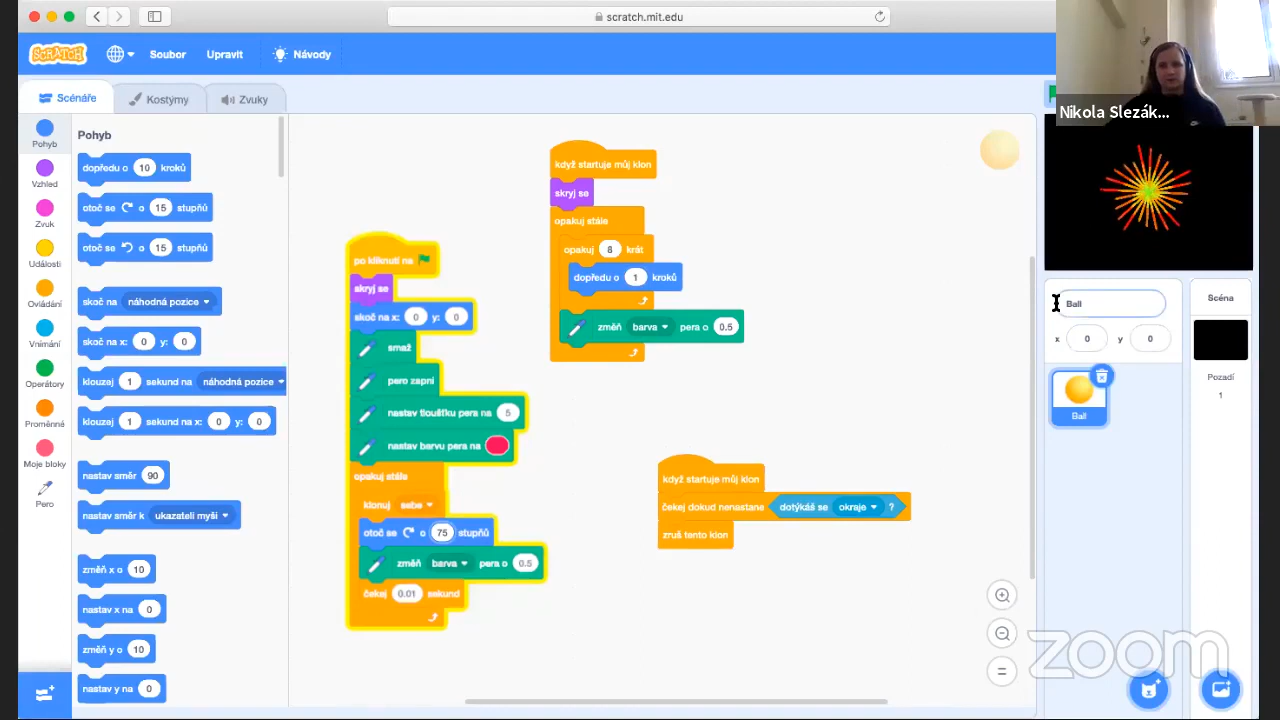 scratch.mit.edu
SCRATCH
Soubor
Upravit
Návody
Scénáře
Kostýmy
Zvuky
Pohyb
Vzhled
Zvuk
Události
Ovládání
Vnímání
Operátory
Proměnné
Moje bloky
Pero
Pohyb
dopředu o 10 kroků
otoč se o 15 stupňů
otoč se o 15 stupňů
skoč na náhodná pozice
skoč na x: 0 y: 0
klouzej 1 sekund na náhodná pozice
klouzej 1 sekund na x: 0 y: 0
nastav směr 90
nastav směr k ukazateli myši
změň x o 10
nastav x na 0
změň y o 10
nastav y na 0
po kliknutí na
skryj se
skoč na x: 0 y: 0
smaž
pero zapni
nastav tloušťku pera na 5
nastav barvu pera na
opakuj stále
klonuj sebe
otoč se o 75 stupňů
změň barva pera o 0.5
čekej 0.01 sekund
když startuje můj klon
skryj se
opakuj stále
opakuj 8 krát
dopředu o 1 kroků
změň barva pera o 0.5
když startuje můj klon
čekej dokud nenastane dotýkáš se okraje ?
zruš tento klon
Nikola Slezák...
Ball
x 0 y 0
Ball
Scéna
Pozadí
1
zoom